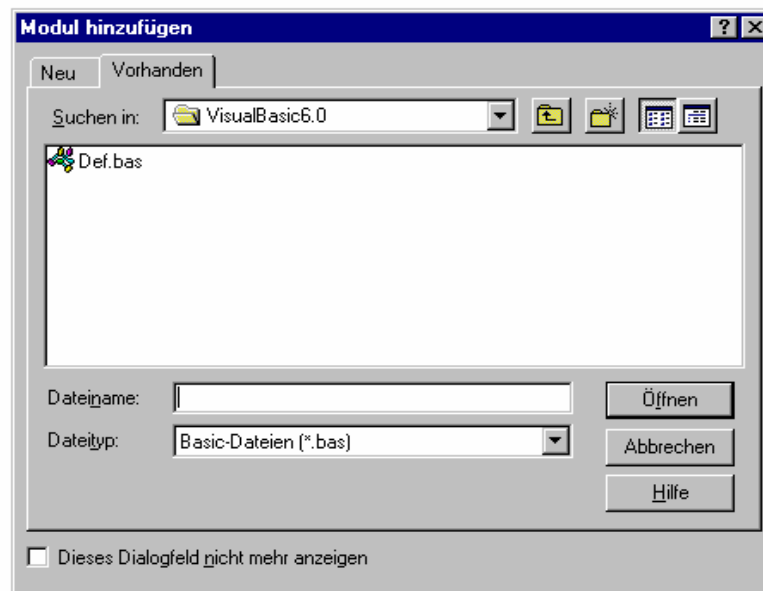 Modul hinzufügen
Neu Vorhanden
Suchen in: VisualBasic6.0
Def.bas
Dateiname: Öffnen
Dateityp: Basic-Dateien (*.bas) Abbrechen
Hilfe
Dieses Dialogfeld nicht mehr anzeigen